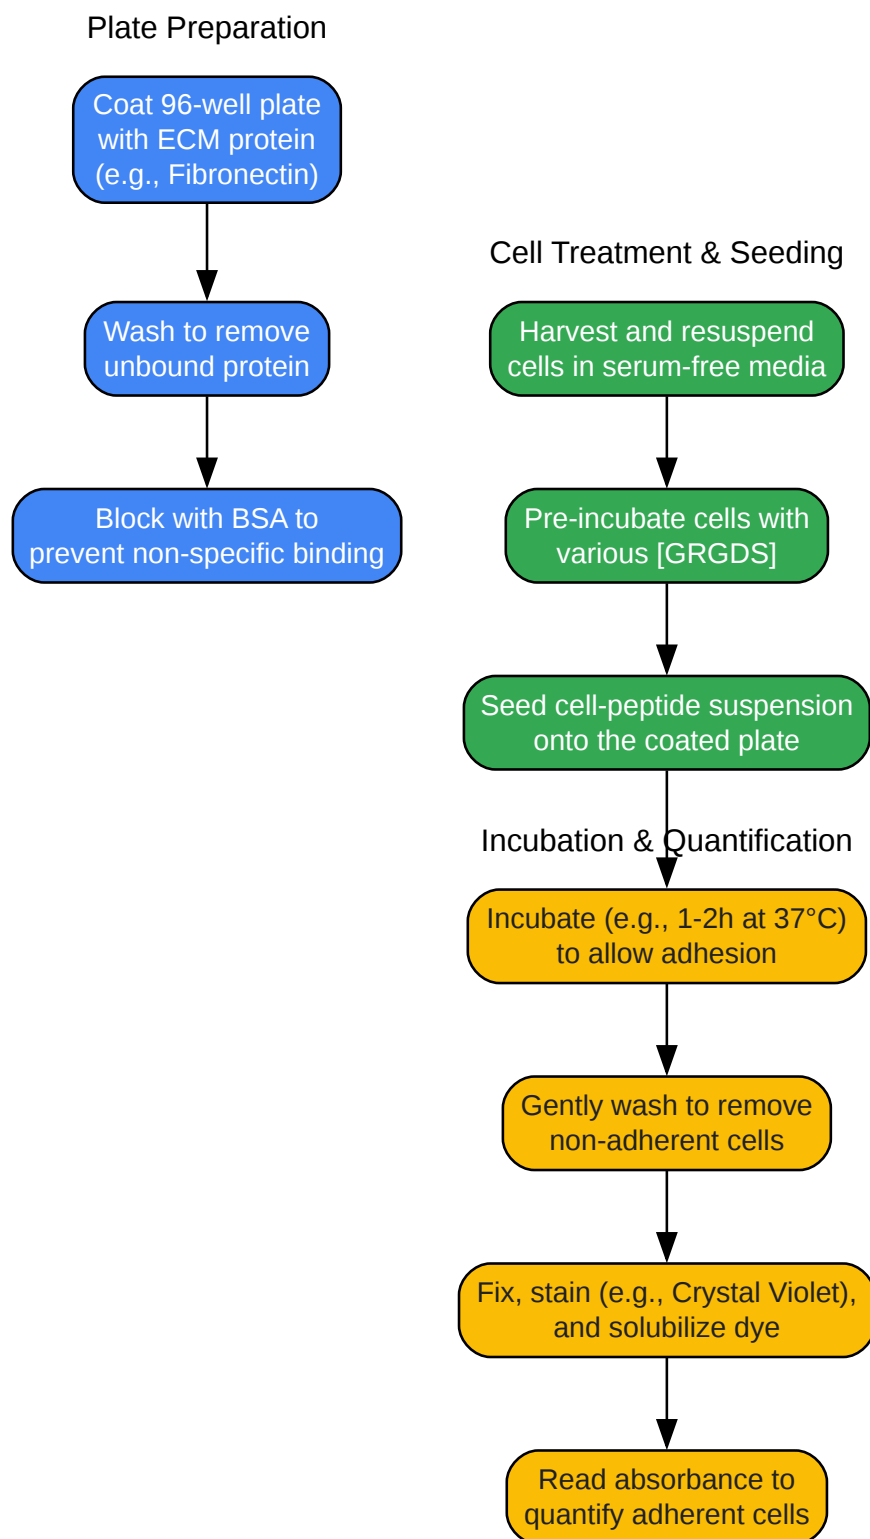 Plate Preparation
Coat 96-well plate
with ECM protein
(e.g., Fibronectin)
Wash to remove
unbound protein
Block with BSA to
prevent non-specific binding
Cell Treatment & Seeding
Harvest and resuspend
cells in serum-free media
Pre-incubate cells with
various [GRGDS]
Seed cell-peptide suspension
onto the coated plate
Incubation & Quantification
Incubate (e.g., 1-2h at 37°C)
to allow adhesion
Gently wash to remove
non-adherent cells
Fix, stain (e.g., Crystal Violet),
and solubilize dye
Read absorbance to
quantify adherent cells